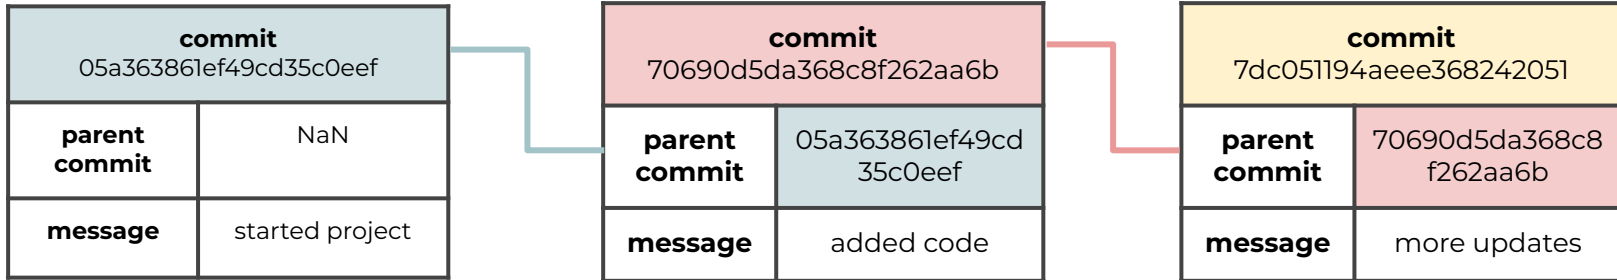 commit
05a363861ef49cd35c0eef
parent
commit
NaN
message
started project
commit
70690d5da368c8f262aa6b
parent
commit
05a363861ef49cd
35c0eef
message
added code
commit
7dc051194aeee368242051
parent
commit
70690d5da368c8
f262aa6b
message
more updates